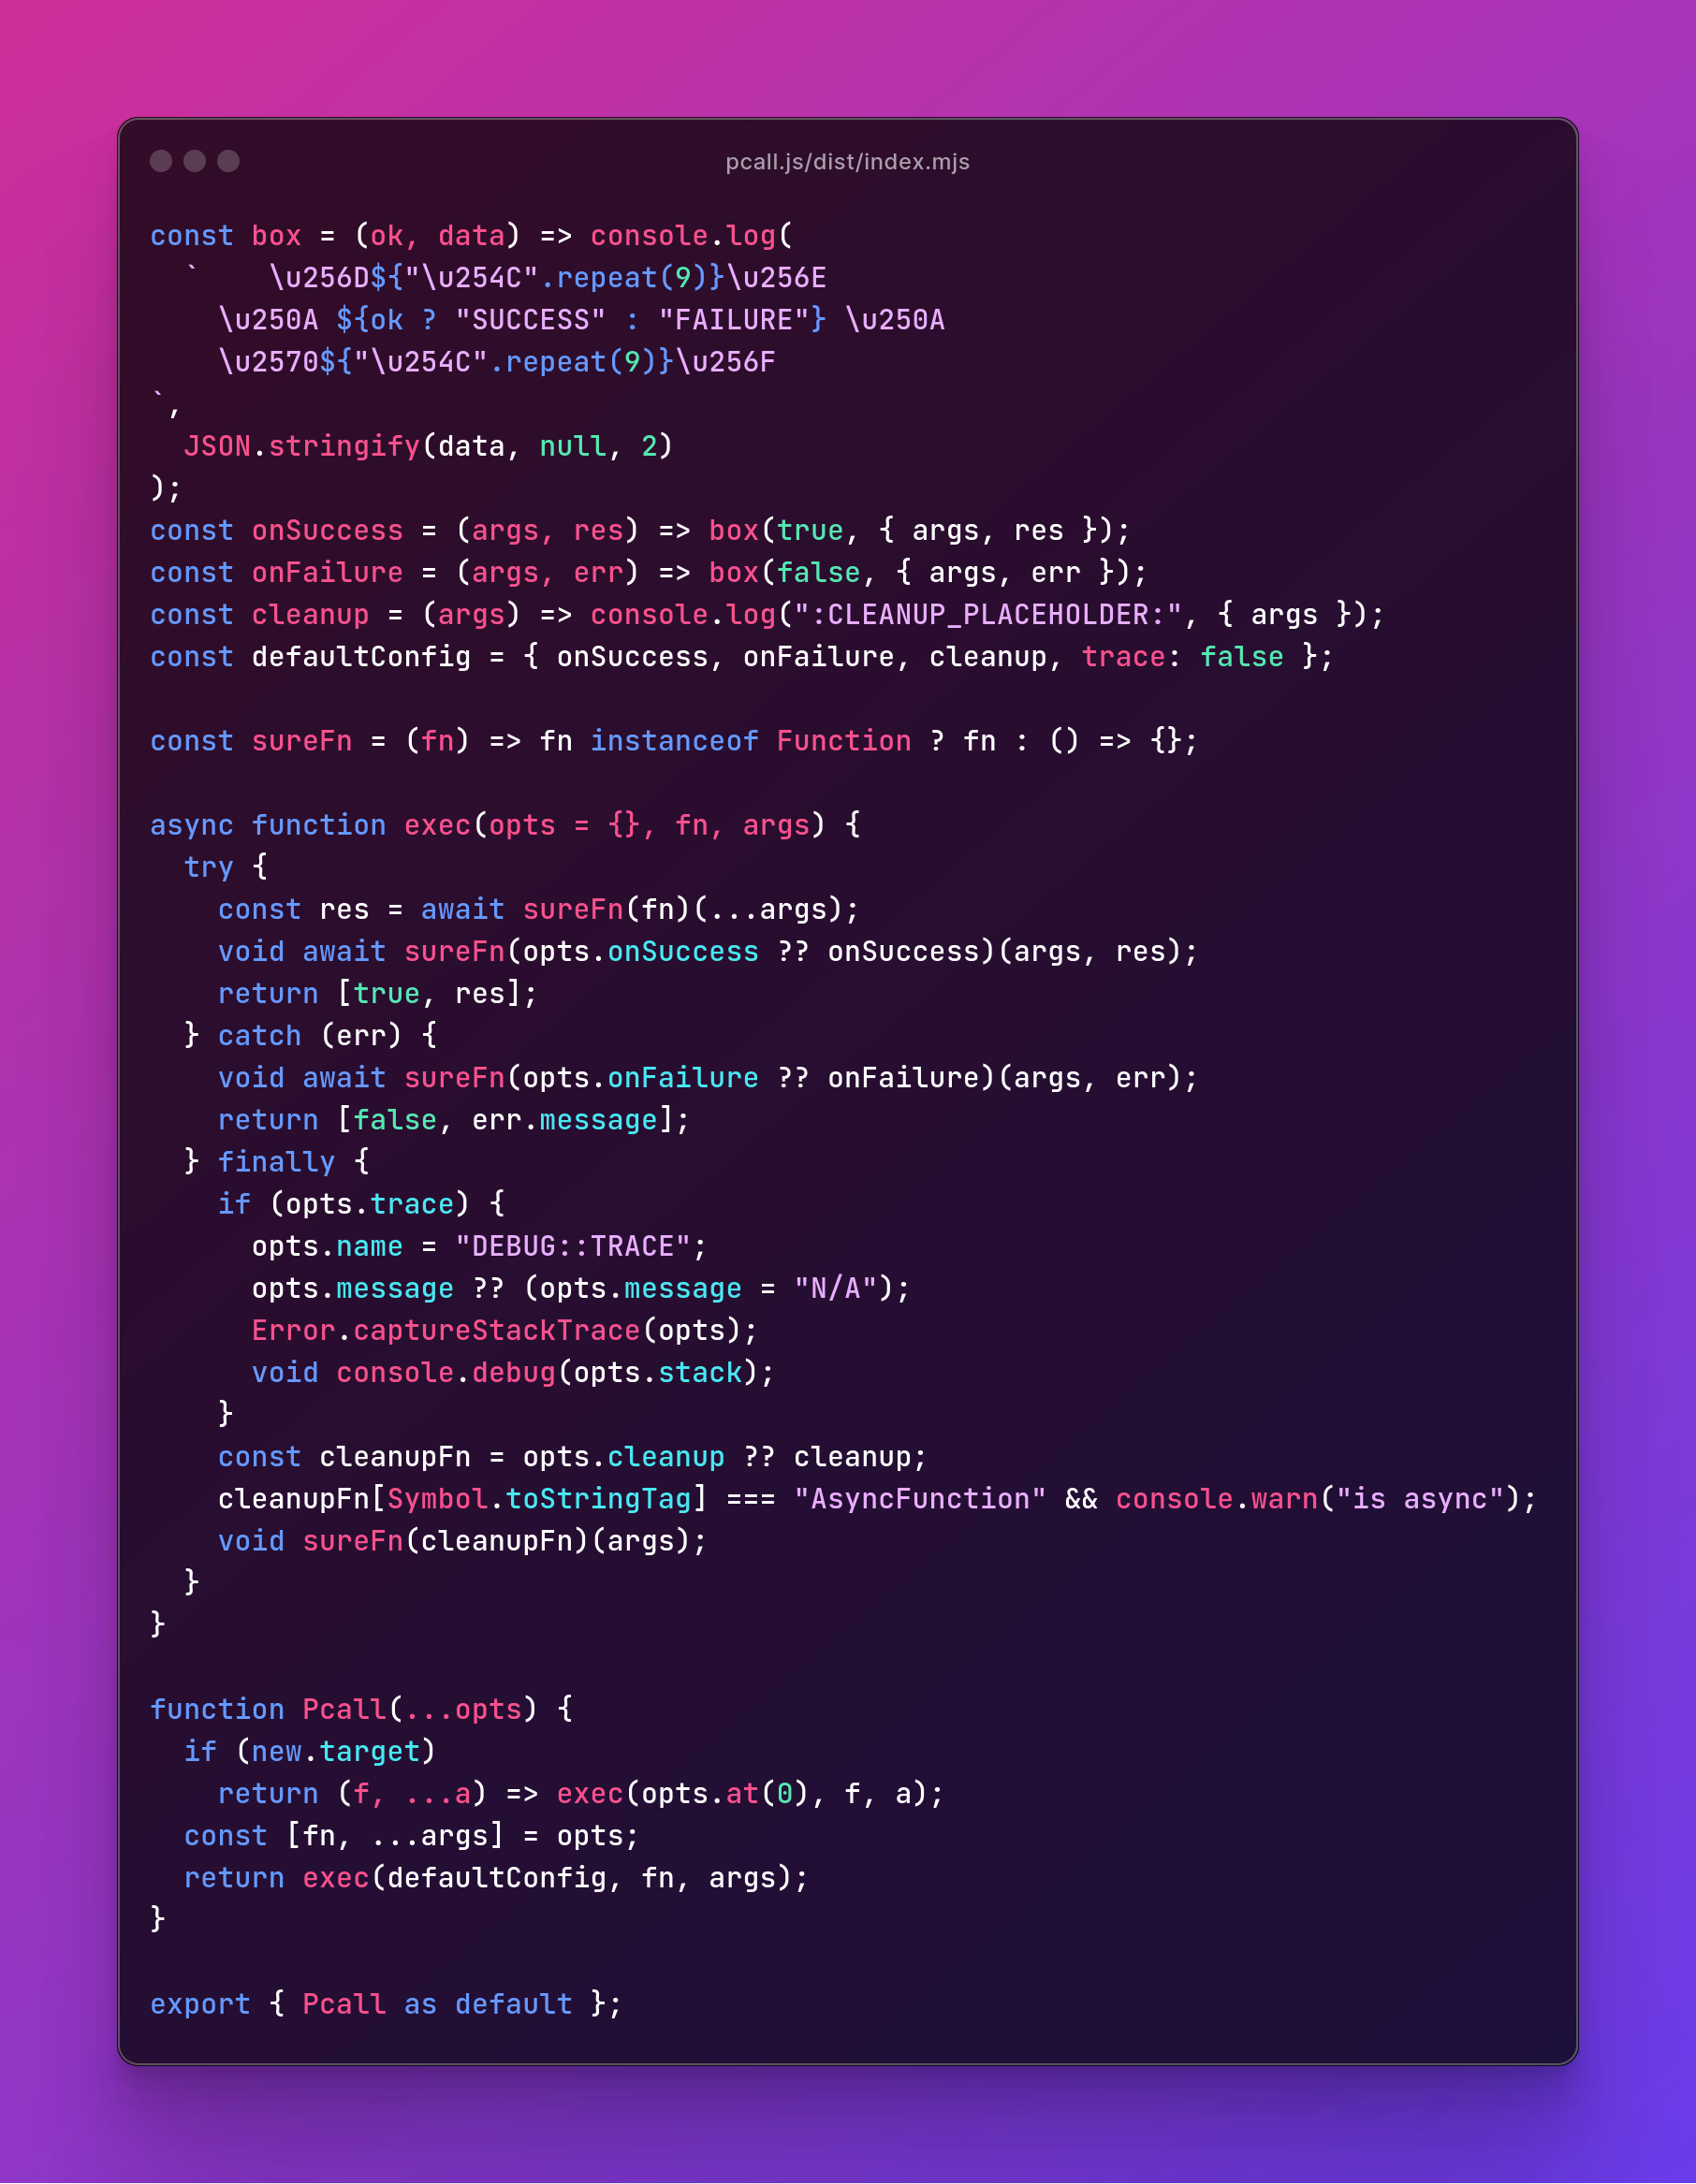 pcall.js/dist/index.mjs
const box = (ok, data) => console.log(
  `    \u256D${"\u254C".repeat(9)}\u256E
    \u250A ${ok ? "SUCCESS" : "FAILURE"} \u250A
    \u2570${"\u254C".repeat(9)}\u256F
`,
  JSON.stringify(data, null, 2)
);
const onSuccess = (args, res) => box(true, { args, res });
const onFailure = (args, err) => box(false, { args, err });
const cleanup = (args) => console.log(":CLEANUP_PLACEHOLDER:", { args });
const defaultConfig = { onSuccess, onFailure, cleanup, trace: false };

const sureFn = (fn) => fn instanceof Function ? fn : () => {};

async function exec(opts = {}, fn, args) {
  try {
    const res = await sureFn(fn)(...args);
    void await sureFn(opts.onSuccess ?? onSuccess)(args, res);
    return [true, res];
  } catch (err) {
    void await sureFn(opts.onFailure ?? onFailure)(args, err);
    return [false, err.message];
  } finally {
    if (opts.trace) {
      opts.name = "DEBUG::TRACE";
      opts.message ?? (opts.message = "N/A");
      Error.captureStackTrace(opts);
      void console.debug(opts.stack);
    }
    const cleanupFn = opts.cleanup ?? cleanup;
    cleanupFn[Symbol.toStringTag] === "AsyncFunction" && console.warn("is async");
    void sureFn(cleanupFn)(args);
  }
}

function Pcall(...opts) {
  if (new.target)
    return (f, ...a) => exec(opts.at(0), f, a);
  const [fn, ...args] = opts;
  return exec(defaultConfig, fn, args);
}

export { Pcall as default };